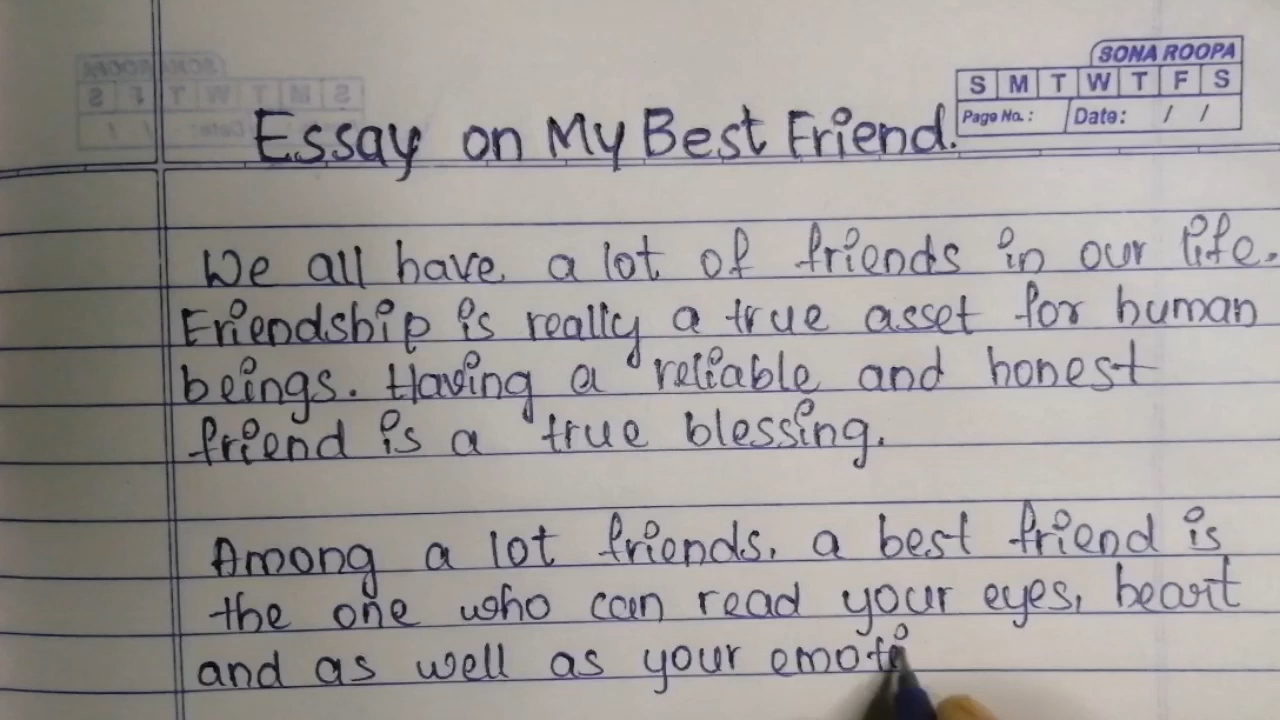 SONA ROOPA
S M T W T F S
Page No.: Date: / /
Essay on My Best Friend.
We all have a lot of friends in our life.
Friendship is really a true asset for human
beings. Having a reliable and honest
friend is a true blessing.
Among a lot friends, a best friend is
the one who can read your eyes, heart
and as well as your emoti